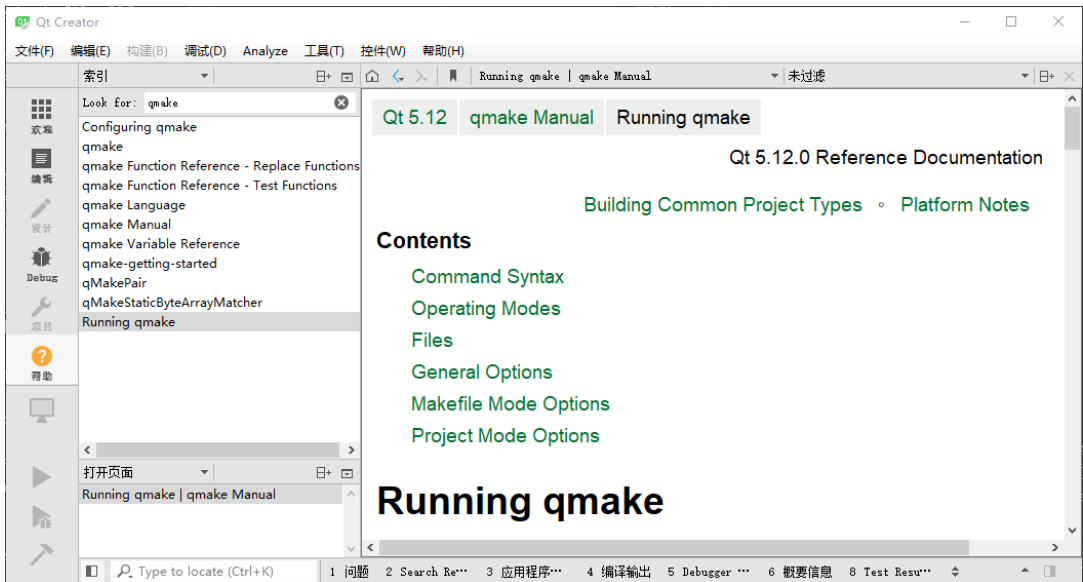 Qt Creator
文件(F) 编辑(E) 构建(B) 调试(D) Analyze 工具(T) 控件(W) 帮助(H)
索引
Running qmake | qmake Manual
未过滤
欢迎
编辑
设计
Debug
项目
帮助
Look for: qmake
Configuring qmake
qmake
qmake Function Reference - Replace Functions
qmake Function Reference - Test Functions
qmake Language
qmake Manual
qmake Variable Reference
qmake-getting-started
qMakePair
qMakeStaticByteArrayMatcher
Running qmake
打开页面
Running qmake | qmake Manual
Qt 5.12 qmake Manual Running qmake
Qt 5.12.0 Reference Documentation
Building Common Project Types ◦ Platform Notes
Contents
Command Syntax
Operating Modes
Files
General Options
Makefile Mode Options
Project Mode Options
Running qmake
Type to locate (Ctrl+K) 1 问题 2 Search Re… 3 应用程序… 4 编译输出 5 Debugger … 6 概要信息 8 Test Resu…